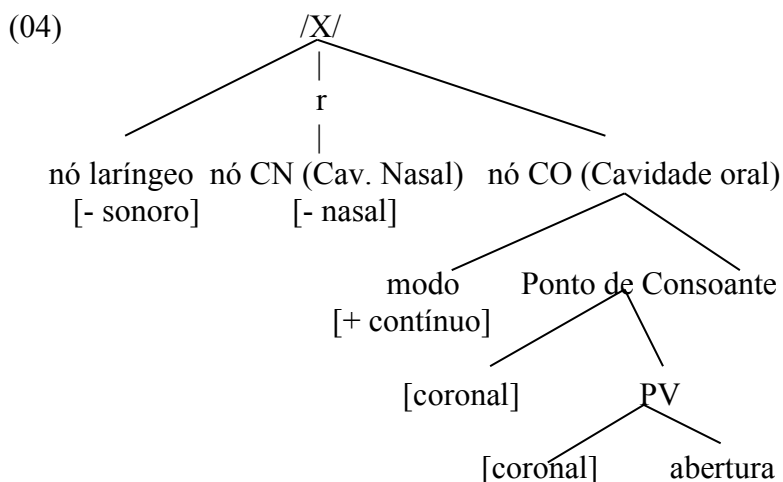 (04) /X/
r
nó laríngeo nó CN (Cav. Nasal) nó CO (Cavidade oral)
[- sonoro] [- nasal]
modo Ponto de Consoante
[+ contínuo]
[coronal] PV
[coronal] abertura